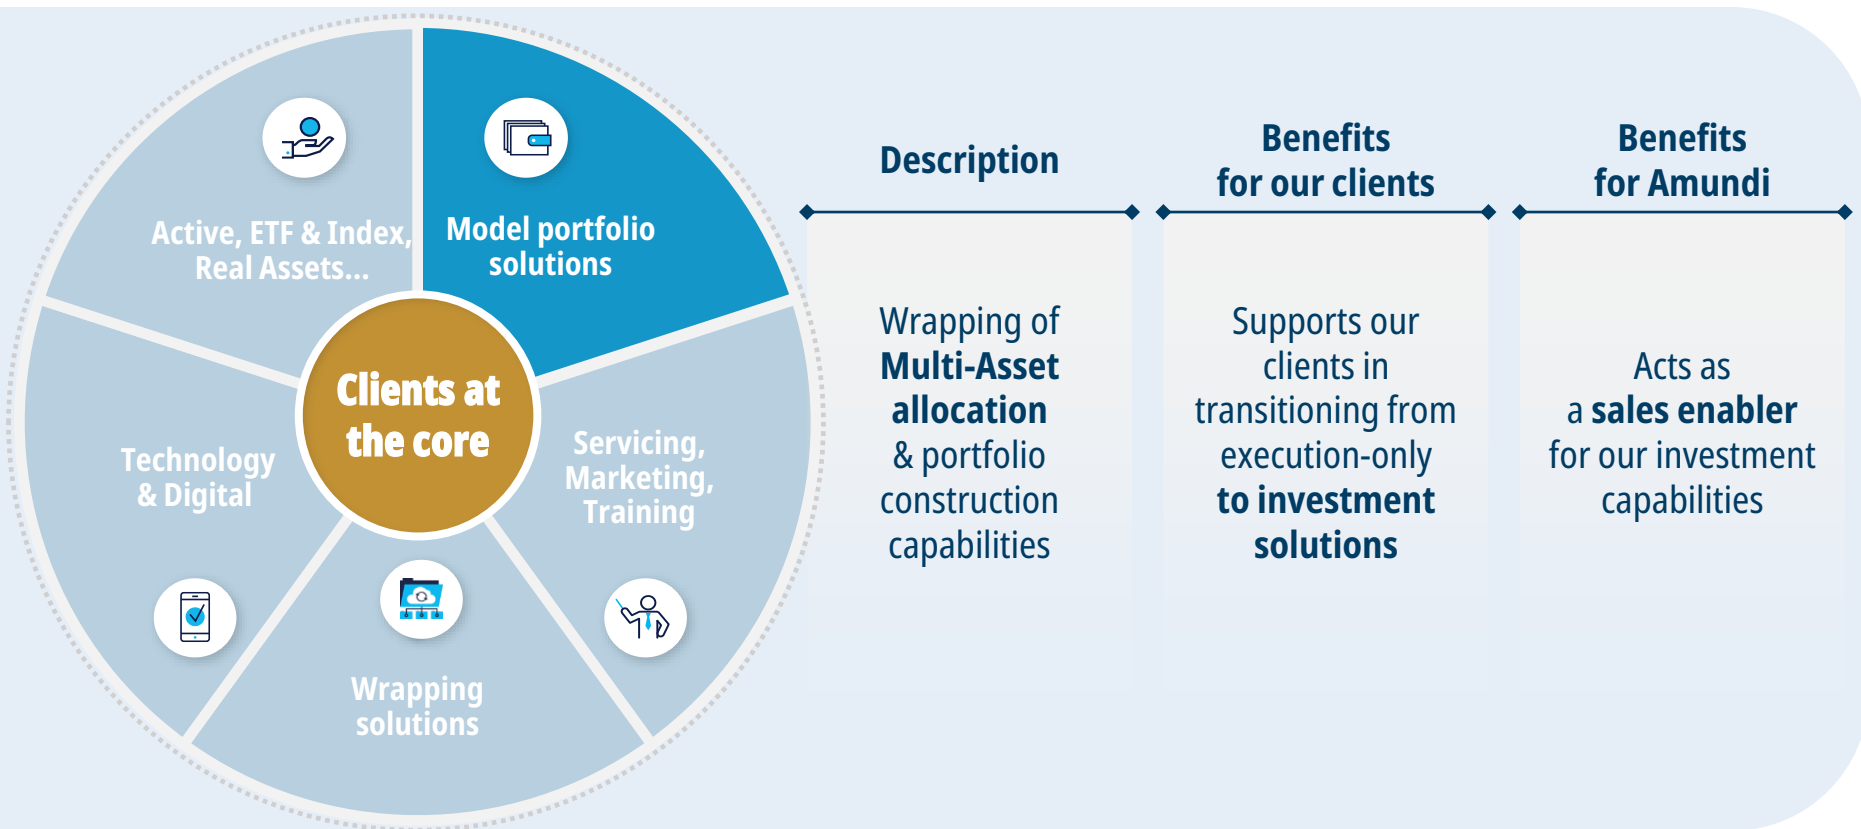 Active, ETF & Index,
Real Assets...
Model portfolio
solutions
Clients at
the core
Technology
& Digital
Servicing,
Marketing,
Training
Wrapping
solutions
Description
Wrapping of
Multi-Asset
allocation
& portfolio
construction
capabilities
Benefits
for our clients
Supports our
clients in
transitioning from
execution-only
to investment
solutions
Benefits
for Amundi
Acts as
a sales enabler
for our investment
capabilities